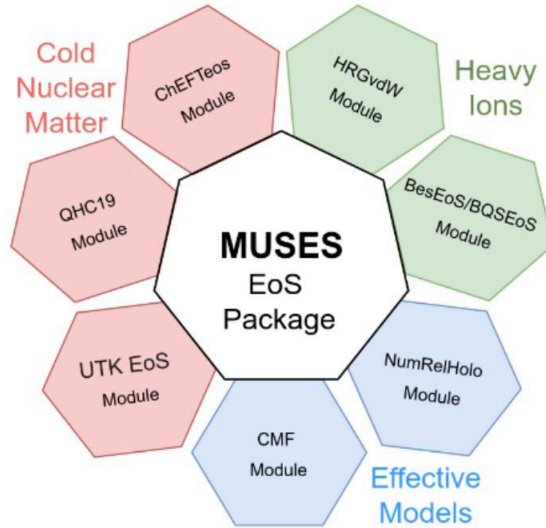 Cold
Nuclear
Matter
ChEFTeos
Module
HRGvdW
Module
Heavy
Ions
QHC19
Module
BesEoS/BQSEoS
Module
MUSES
EoS
Package
UTK EoS
Module
NumRelHolo
Module
CMF
Module
Effective
Models